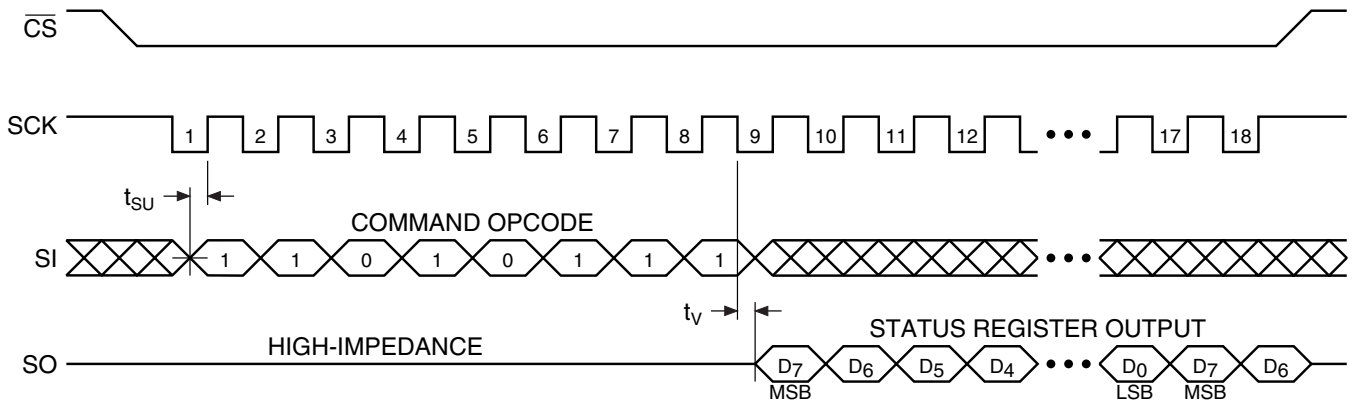 CS
SCK 1 2 3 4 5 6 7 8 9 10 11 12 ••• 17 18
tSU
COMMAND OPCODE
SI 1 1 0 1 0 1 1 1 •••
tV
STATUS REGISTER OUTPUT
HIGH-IMPEDANCE
SO D7 D6 D5 D4 ••• D0 D7 D6
MSB LSB MSB